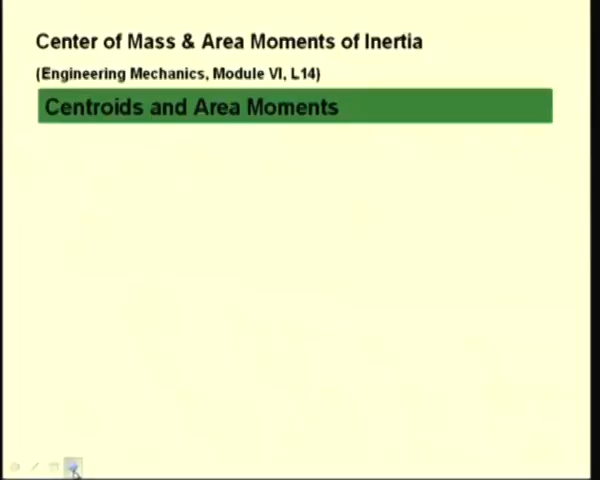 Center of Mass & Area Moments of Inertia
(Engineering Mechanics, Module VI, L14)
Centroids and Area Moments